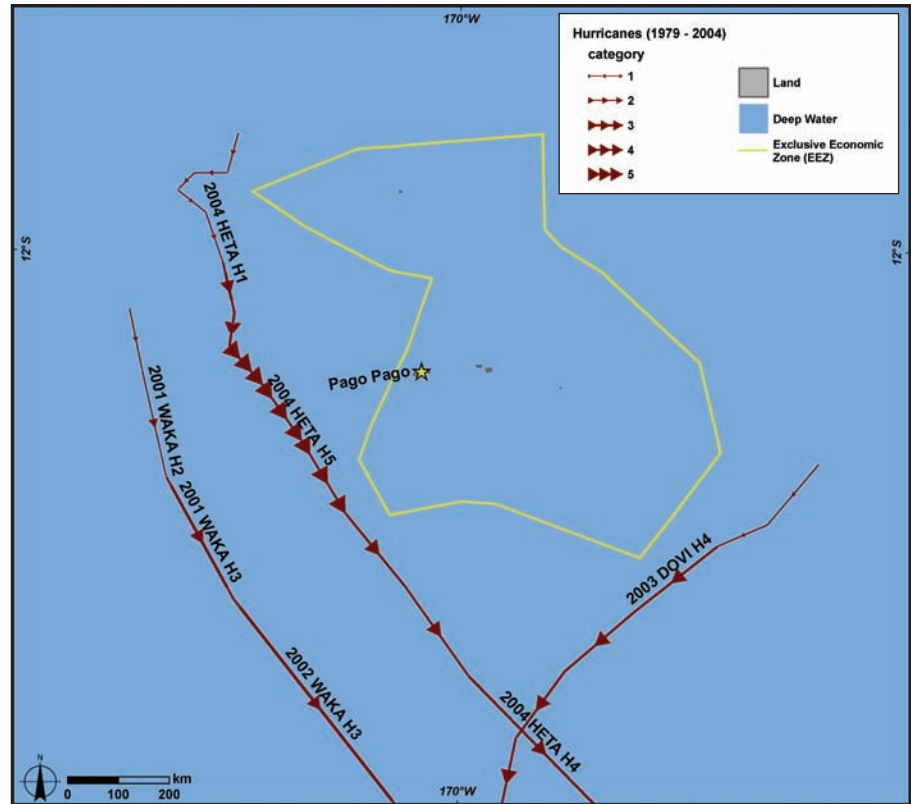 170°W
Hurricanes (1979 - 2004)
category
1
2
3
4
5
Land
Deep Water
Exclusive Economic
Zone (EEZ)
12°S
12°S
2004 HETA H1
Pago Pago
2001 WAKA H2
2004 HETA H5
2001 WAKA H3
2003 DOVI H4
2002 WAKA H3
2004 HETA H4
N
km
0 100 200
170°W